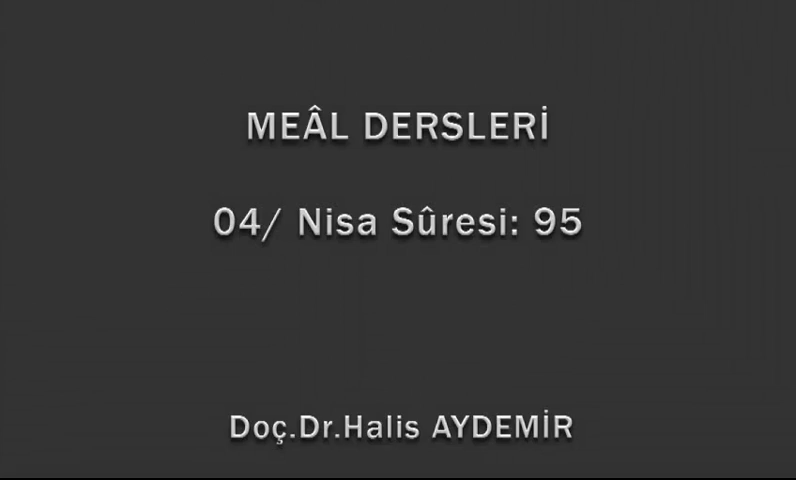 MEÂL DERSLERİ
04/ Nisa Sûresi: 95
Doç.Dr.Halis AYDEMİR